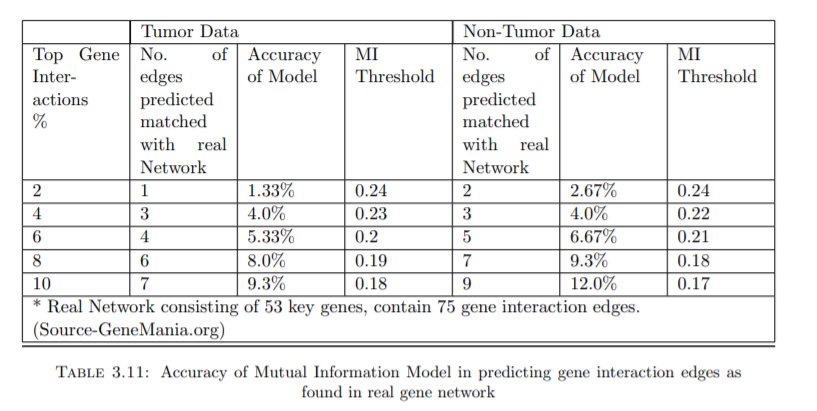 Tumor Data Non-Tumor Data
Top Gene Inter-actions % No. of edges predicted matched with real Network Accuracy of Model MI Threshold No. of edges predicted matched with real Network Accuracy of Model MI Threshold
2 1 1.33% 0.24 2 2.67% 0.24
4 3 4.0% 0.23 3 4.0% 0.22
6 4 5.33% 0.2 5 6.67% 0.21
8 6 8.0% 0.19 7 9.3% 0.18
10 7 9.3% 0.18 9 12.0% 0.17
* Real Network consisting of 53 key genes, contain 75 gene interaction edges.
(Source-GeneMania.org)
TABLE 3.11: Accuracy of Mutual Information Model in predicting gene interaction edges as
found in real gene network